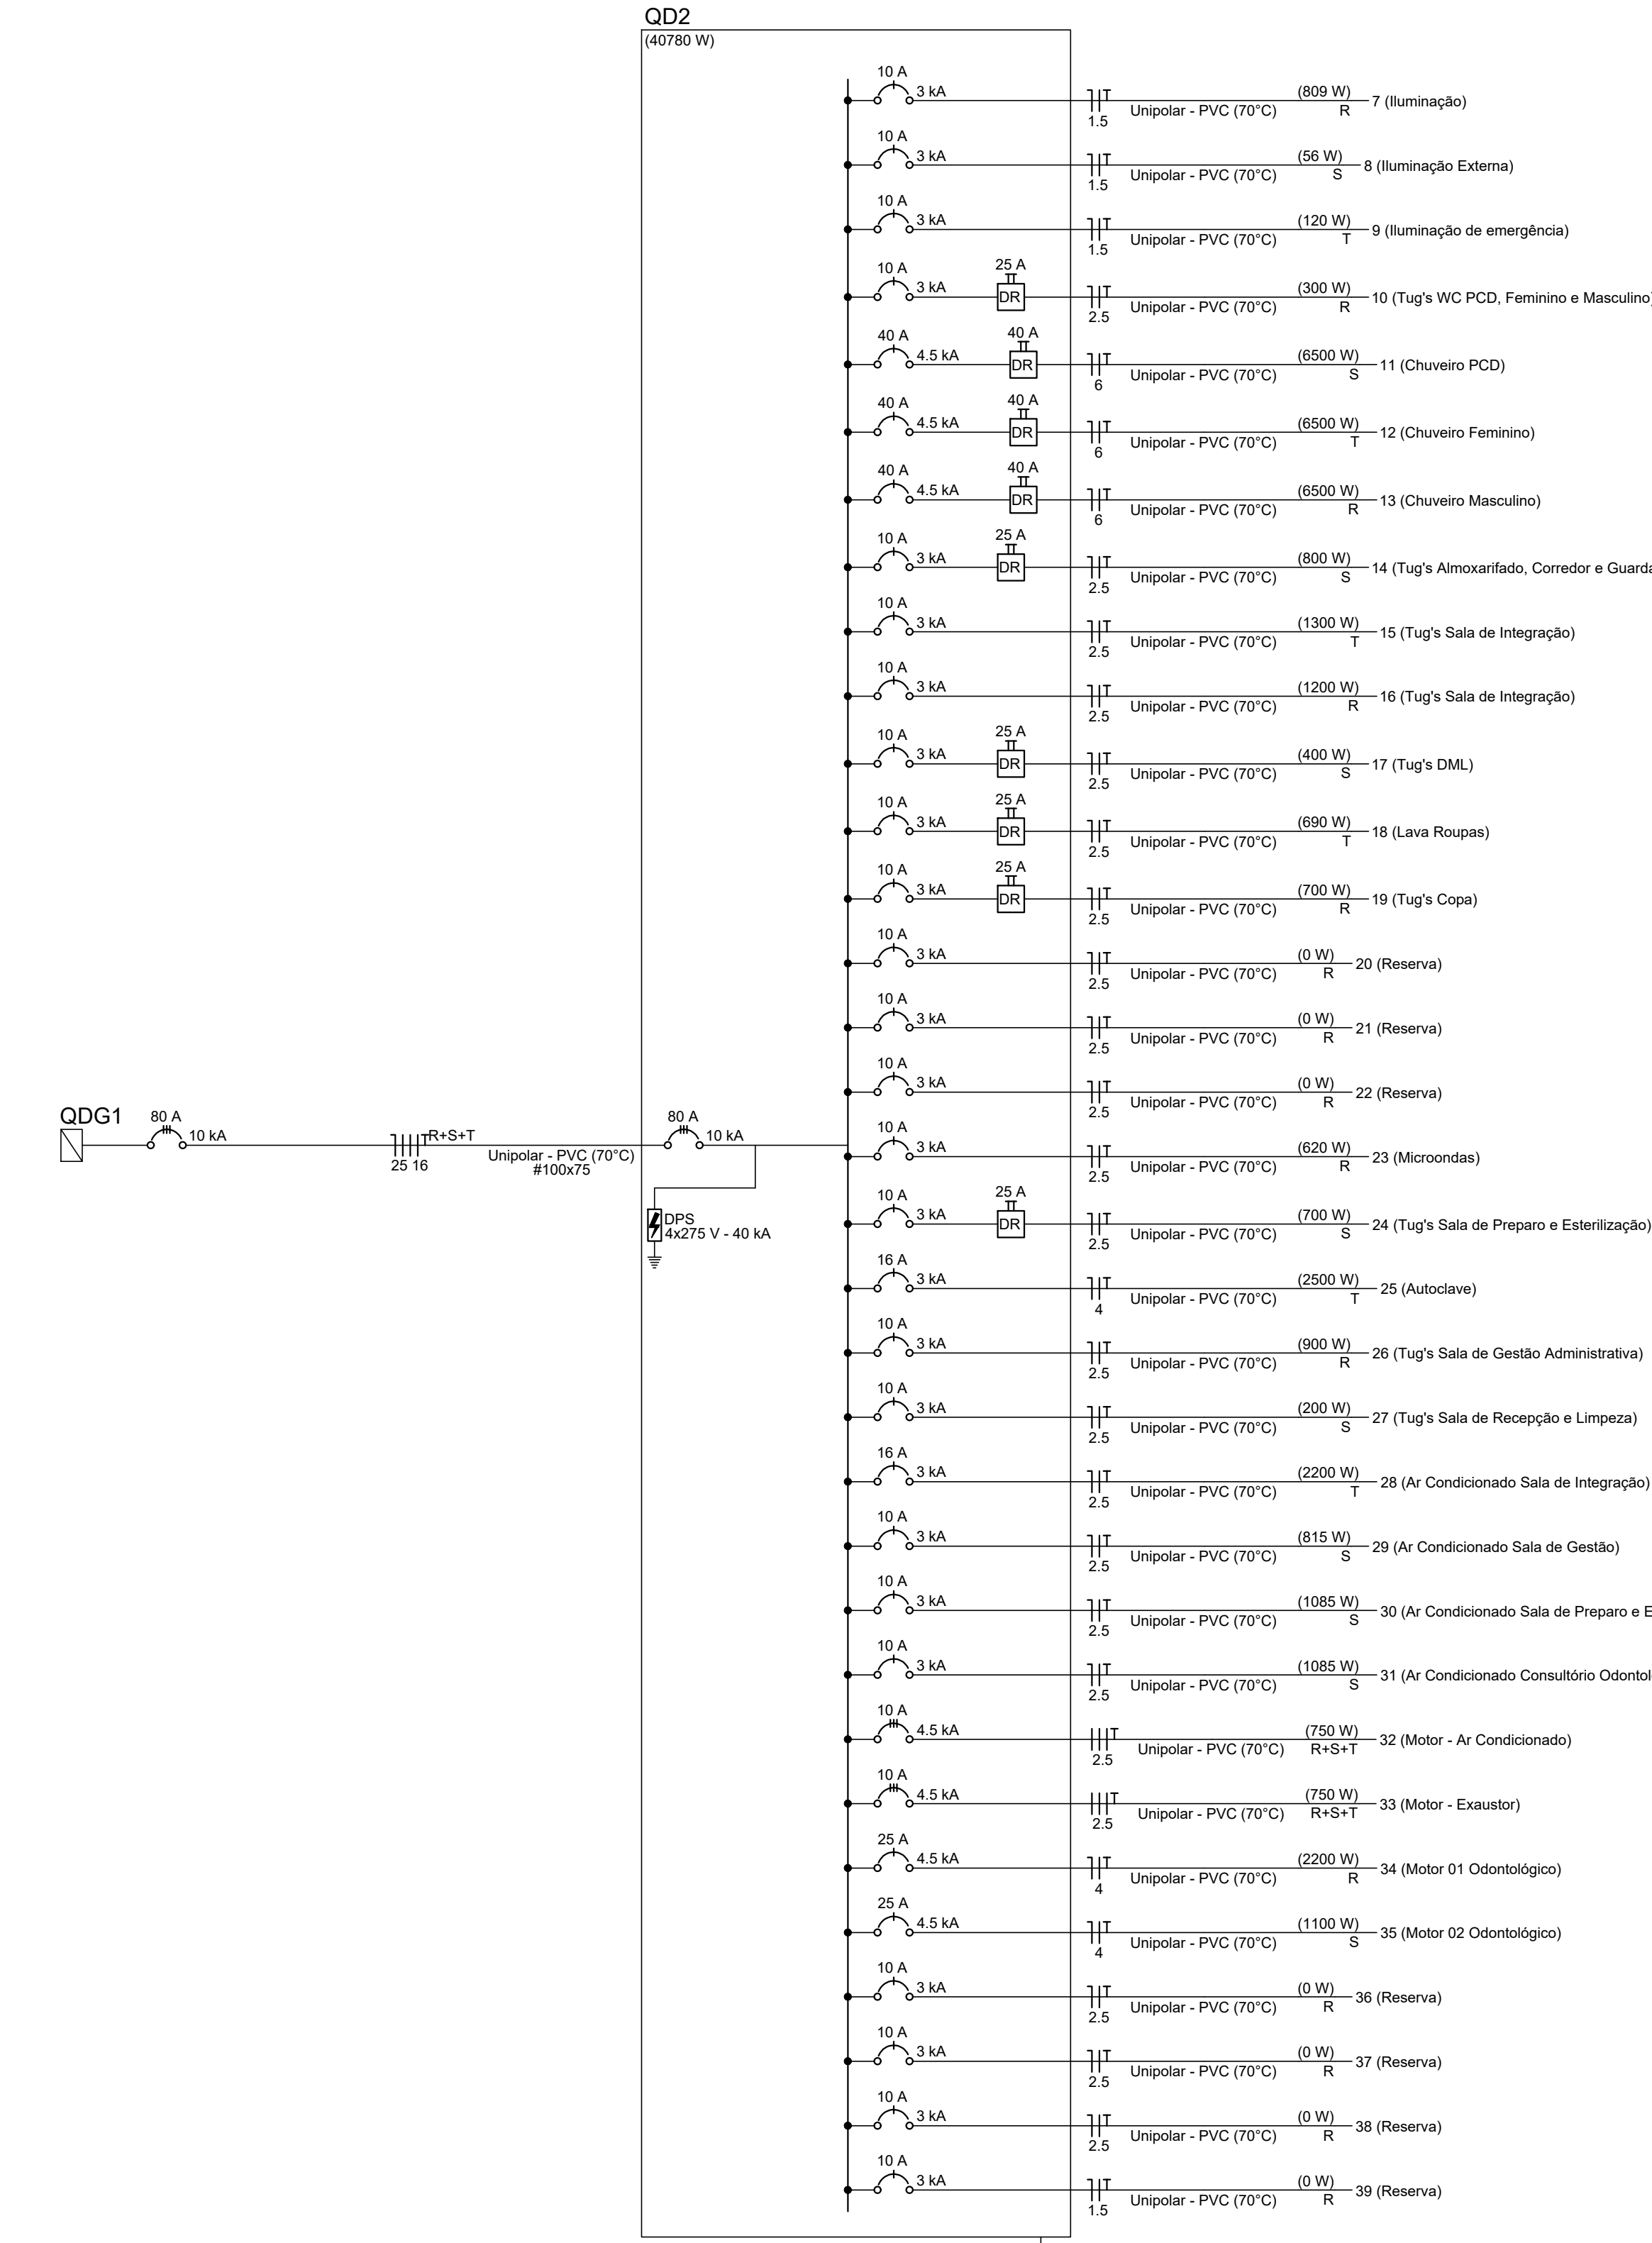 QD2
(40780 W)
10 A
3 kA
T
1.5
Unipolar - PVC (70°C)
(809 W)
R
7 (Iluminação)
10 A
3 kA
T
1.5
Unipolar - PVC (70°C)
(56 W)
S
8 (Iluminação Externa)
10 A
3 kA
T
1.5
Unipolar - PVC (70°C)
(120 W)
T
9 (Iluminação de emergência)
10 A
3 kA
25 A
DR
T
2.5
Unipolar - PVC (70°C)
(300 W)
R
10 (Tug's WC PCD, Feminino e Masculino)
40 A
4.5 kA
40 A
DR
T
6
Unipolar - PVC (70°C)
(6500 W)
S
11 (Chuveiro PCD)
40 A
4.5 kA
40 A
DR
T
6
Unipolar - PVC (70°C)
(6500 W)
T
12 (Chuveiro Feminino)
40 A
4.5 kA
40 A
DR
T
6
Unipolar - PVC (70°C)
(6500 W)
R
13 (Chuveiro Masculino)
10 A
3 kA
25 A
DR
T
2.5
Unipolar - PVC (70°C)
(800 W)
S
14 (Tug's Almoxarifado, Corredor e Guarda
10 A
3 kA
T
2.5
Unipolar - PVC (70°C)
(1300 W)
T
15 (Tug's Sala de Integração)
10 A
3 kA
T
2.5
Unipolar - PVC (70°C)
(1200 W)
R
16 (Tug's Sala de Integração)
10 A
3 kA
25 A
DR
T
2.5
Unipolar - PVC (70°C)
(400 W)
S
17 (Tug's DML)
10 A
3 kA
25 A
DR
T
2.5
Unipolar - PVC (70°C)
(690 W)
T
18 (Lava Roupas)
10 A
3 kA
25 A
DR
T
2.5
Unipolar - PVC (70°C)
(700 W)
R
19 (Tug's Copa)
10 A
3 kA
T
2.5
Unipolar - PVC (70°C)
(0 W)
R
20 (Reserva)
10 A
3 kA
T
2.5
Unipolar - PVC (70°C)
(0 W)
R
21 (Reserva)
10 A
3 kA
T
2.5
Unipolar - PVC (70°C)
(0 W)
R
22 (Reserva)
QDG1
80 A
10 kA
T
R+S+T
25 16
Unipolar - PVC (70°C)
#100x75
80 A
10 kA
DPS
4x275 V - 40 kA
10 A
3 kA
T
2.5
Unipolar - PVC (70°C)
(620 W)
R
23 (Microondas)
10 A
3 kA
25 A
DR
T
2.5
Unipolar - PVC (70°C)
(700 W)
S
24 (Tug's Sala de Preparo e Esterilização)
16 A
3 kA
T
4
Unipolar - PVC (70°C)
(2500 W)
T
25 (Autoclave)
10 A
3 kA
T
2.5
Unipolar - PVC (70°C)
(900 W)
R
26 (Tug's Sala de Gestão Administrativa)
10 A
3 kA
T
2.5
Unipolar - PVC (70°C)
(200 W)
S
27 (Tug's Sala de Recepção e Limpeza)
16 A
3 kA
T
2.5
Unipolar - PVC (70°C)
(2200 W)
T
28 (Ar Condicionado Sala de Integração)
10 A
3 kA
T
2.5
Unipolar - PVC (70°C)
(815 W)
S
29 (Ar Condicionado Sala de Gestão)
10 A
3 kA
T
2.5
Unipolar - PVC (70°C)
(1085 W)
S
30 (Ar Condicionado Sala de Preparo e E
10 A
3 kA
T
2.5
Unipolar - PVC (70°C)
(1085 W)
S
31 (Ar Condicionado Consultório Odontol
10 A
4.5 kA
T
2.5
Unipolar - PVC (70°C)
(750 W)
R+S+T
32 (Motor - Ar Condicionado)
10 A
4.5 kA
T
2.5
Unipolar - PVC (70°C)
(750 W)
R+S+T
33 (Motor - Exaustor)
25 A
4.5 kA
T
4
Unipolar - PVC (70°C)
(2200 W)
R
34 (Motor 01 Odontológico)
25 A
4.5 kA
T
4
Unipolar - PVC (70°C)
(1100 W)
S
35 (Motor 02 Odontológico)
10 A
3 kA
T
2.5
Unipolar - PVC (70°C)
(0 W)
R
36 (Reserva)
10 A
3 kA
T
2.5
Unipolar - PVC (70°C)
(0 W)
R
37 (Reserva)
10 A
3 kA
T
2.5
Unipolar - PVC (70°C)
(0 W)
R
38 (Reserva)
10 A
3 kA
T
1.5
Unipolar - PVC (70°C)
(0 W)
R
39 (Reserva)